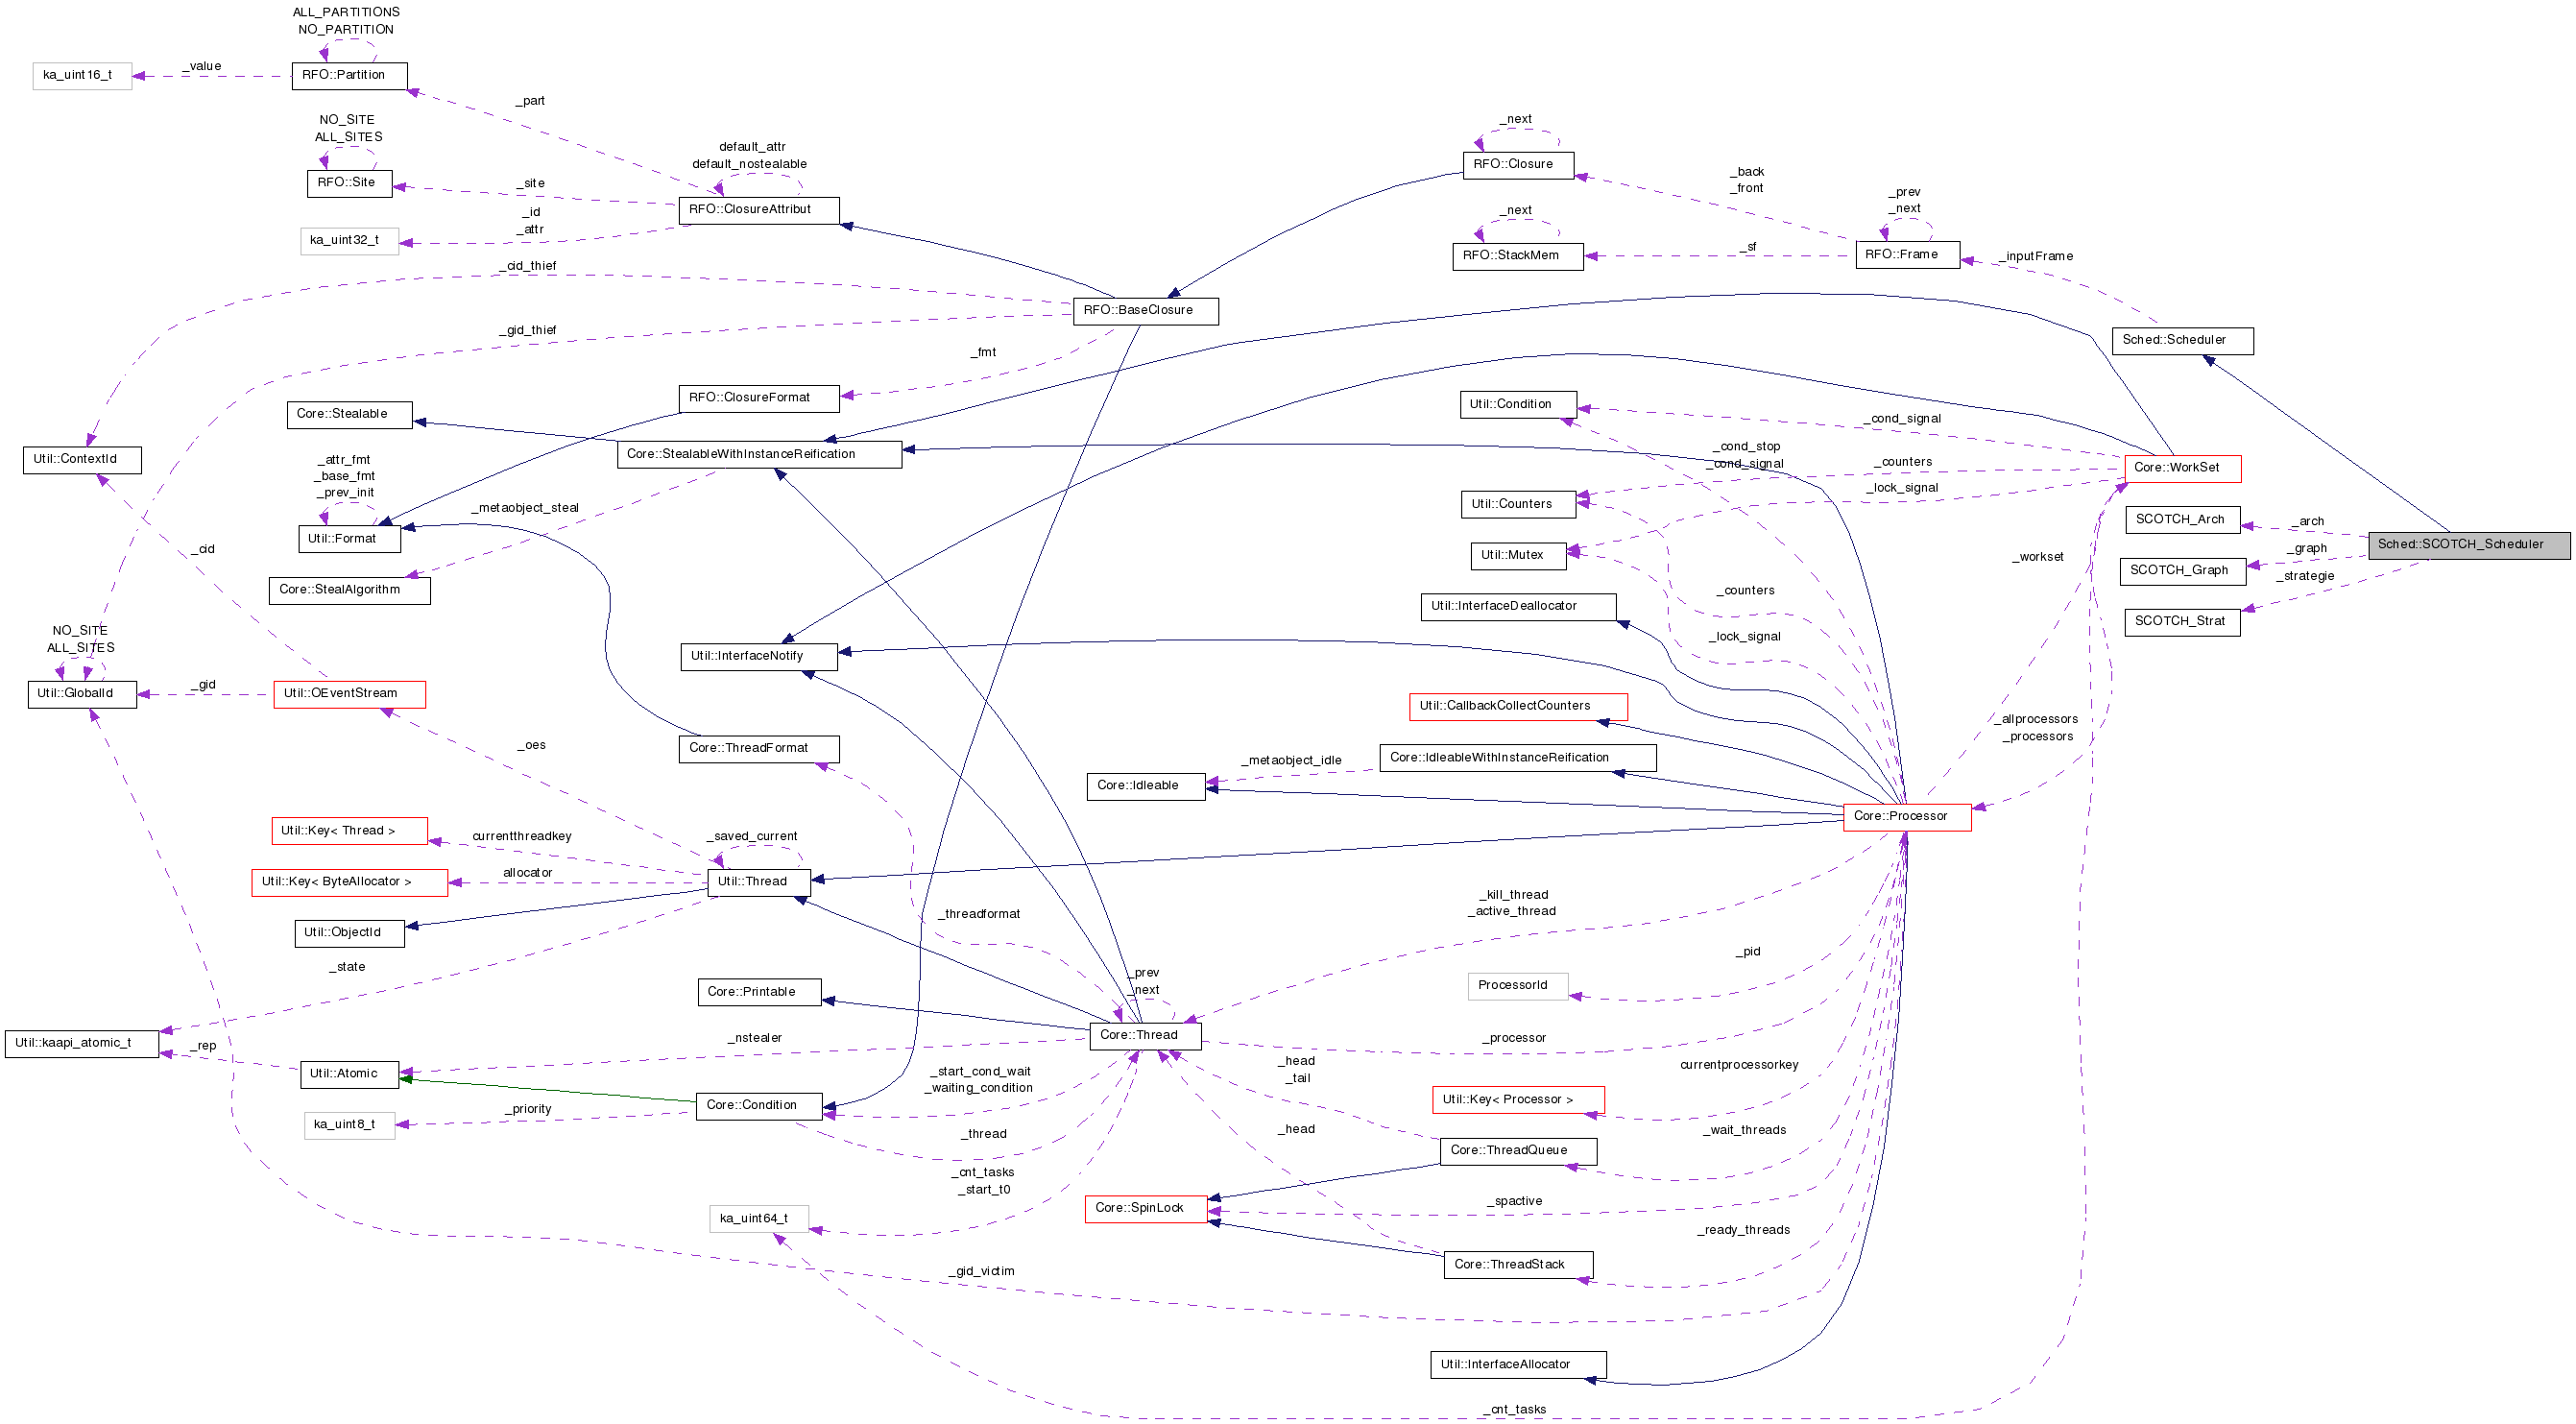 ALL_PARTITIONS
NO_PARTITION
ka_uint16_t
_value
RFO::Partition
_part
NO_SITE
ALL_SITES
RFO::Site
_site
default_attr
default_nostealable
RFO::ClosureAttribut
_id
_attr
ka_uint32_t
_next
RFO::Closure
_back
_front
_prev
_next
_next
RFO::StackMem
_sf
RFO::Frame
_inputFrame
_cid_thief
RFO::BaseClosure
_gid_thief
_fmt
Sched::Scheduler
RFO::ClosureFormat
Core::Stealable
Util::Condition
_cond_signal
Util::ContextId
Core::StealableWithInstanceReification
_cond_stop
_cond_signal
_counters
Core::WorkSet
_attr_fmt
_base_fmt
_prev_init
_lock_signal
_metaobject_steal
Util::Counters
Util::Format
SCOTCH_Arch
_arch
_cid
Util::Mutex
_workset
_graph
Sched::SCOTCH_Scheduler
SCOTCH_Graph
_strategie
Core::StealAlgorithm
_counters
Util::InterfaceDeallocator
SCOTCH_Strat
NO_SITE
ALL_SITES
_lock_signal
Util::InterfaceNotify
Util::GlobalId
_gid
Util::OEventStream
Util::CallbackCollectCounters
_allprocessors
_processors
_oes
Core::ThreadFormat
_metaobject_idle
Core::IdleableWithInstanceReification
Core::Idleable
Core::Processor
Util::Key< Thread >
currentthreadkey
_saved_current
Util::Key< ByteAllocator >
allocator
Util::Thread
_kill_thread
_active_thread
_threadformat
Util::ObjectId
_state
_pid
_prev
_next
Core::Printable
ProcessorId
Util::kaapi_atomic_t
_rep
_nstealer
Core::Thread
_processor
Util::Atomic
_start_cond_wait
_waiting_condition
_head
_tail
currentprocessorkey
Core::Condition
_priority
ka_uint8_t
Util::Key< Processor >
_thread
_head
_wait_threads
Core::ThreadQueue
_cnt_tasks
_start_t0
Core::SpinLock
_spactive
ka_uint64_t
_ready_threads
_gid_victim
Core::ThreadStack
Util::InterfaceAllocator
_cnt_tasks